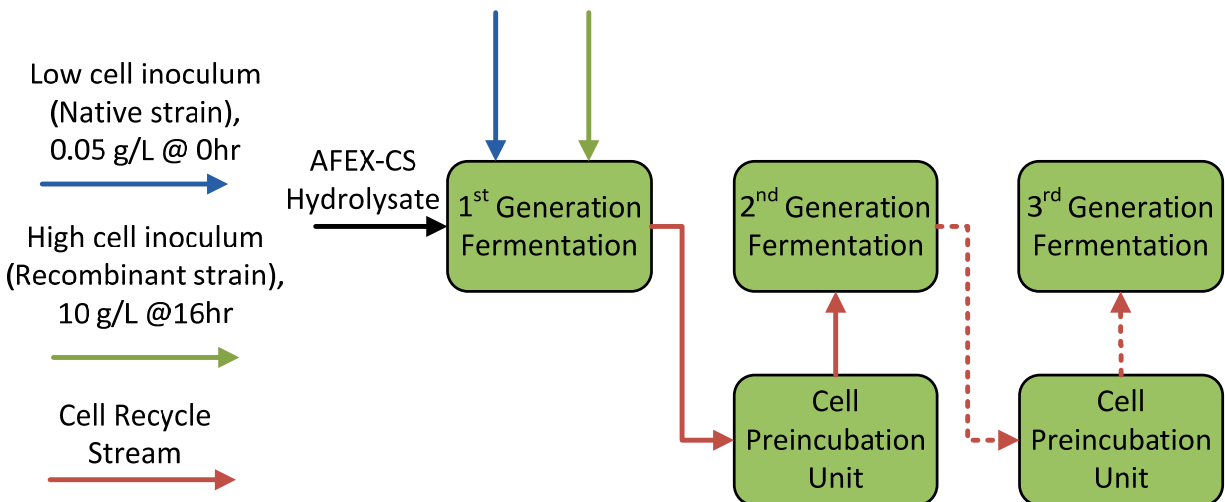 Low cell inoculum
(Native strain),
0.05 g/L @ 0hr
High cell inoculum
(Recombinant strain),
10 g/L @16hr
Cell Recycle
Stream
AFEX-CS
Hydrolysate
1st Generation
Fermentation
2nd Generation
Fermentation
3rd Generation
Fermentation
Cell
Preincubation
Unit
Cell
Preincubation
Unit